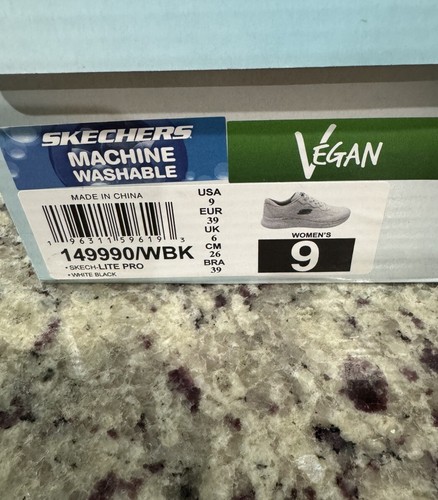 SKECHERS
MACHINE
WASHABLE
VEGAN
MADE IN CHINA
1 96311 59619 3
149990/WBK
• SKECH-LITE PRO
• WHITE BLACK
USA
9
EUR
39
UK
6
CM
26
BRA
39
WOMEN'S
9